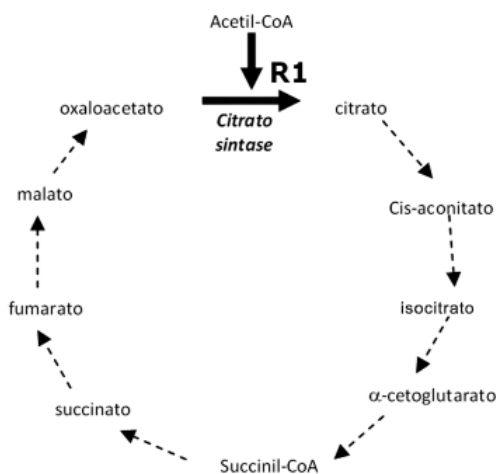 Acetil-CoA
R1
oxaloacetato
Citrato
sintase
citrato
malato
Cis-aconitato
fumarato
isocitrato
α-cetoglutarato
succinato
Succinil-CoA